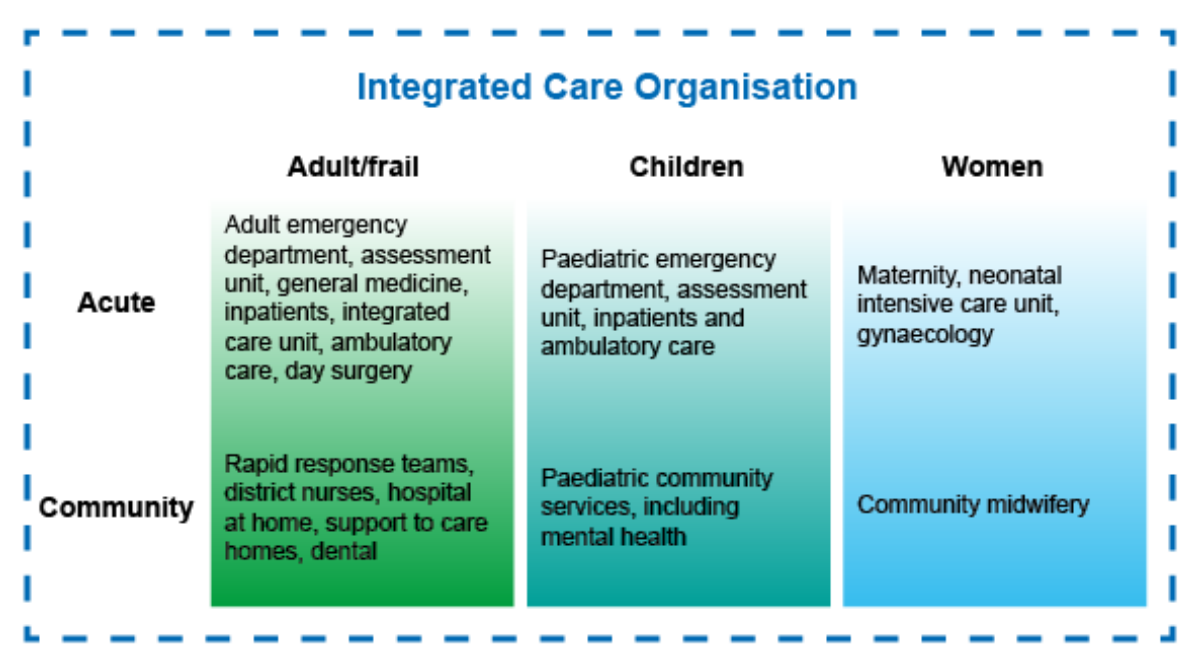 Integrated Care Organisation
Adult/frail
Children
Women
Acute
Adult emergency
department, assessment
unit, general medicine,
inpatients, integrated
care unit, ambulatory
care, day surgery
Paediatric emergency
department, assessment
unit, inpatients and
ambulatory care
Maternity, neonatal
intensive care unit,
gynaecology
Community
Rapid response teams,
district nurses, hospital
at home, support to care
homes, dental
Paediatric community
services, including
mental health
Community midwifery